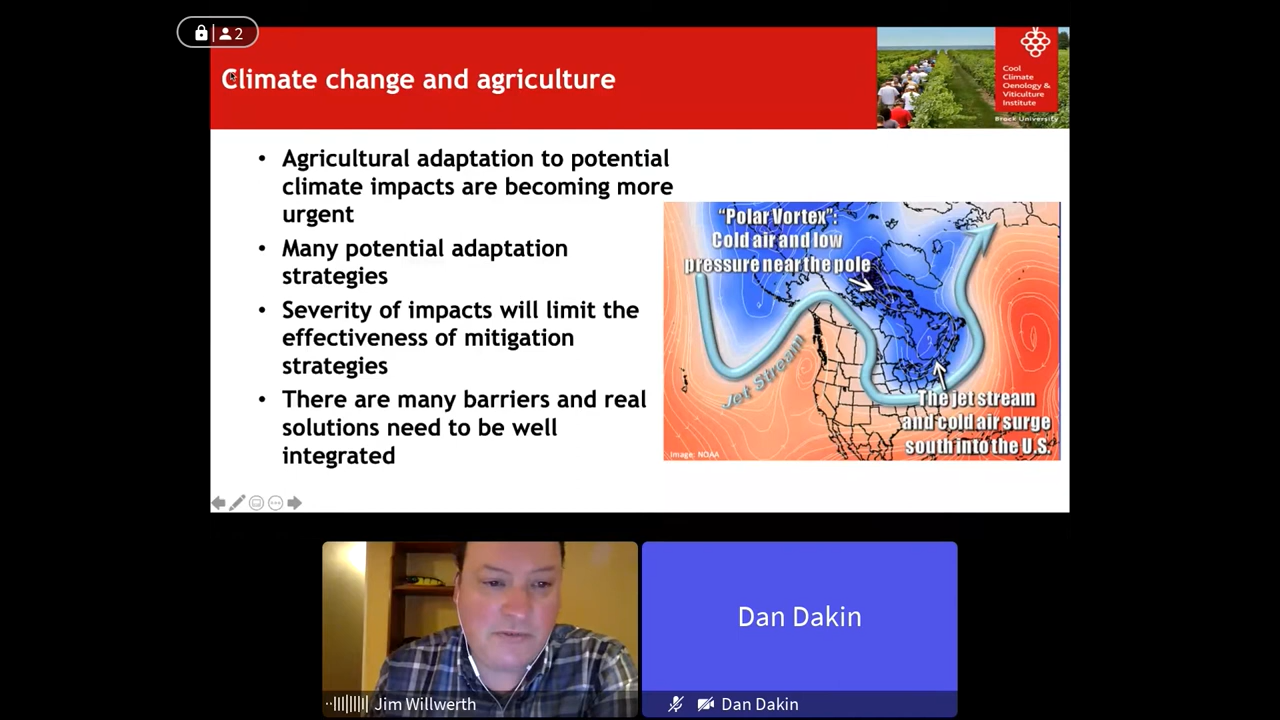 2
Climate change and agriculture
Cool
Climate
Oenology &
Viticulture
Institute
Brock University
• Agricultural adaptation to potential
climate impacts are becoming more
urgent
• Many potential adaptation
strategies
• Severity of impacts will limit the
effectiveness of mitigation
strategies
• There are many barriers and real
solutions need to be well
integrated
"Polar Vortex":
Cold air and low
pressure near the pole
Jet Stream
The jet stream
and cold air surge
south into the U.S.
Image: NOAA
Dan Dakin
Jim Willwerth
Dan Dakin